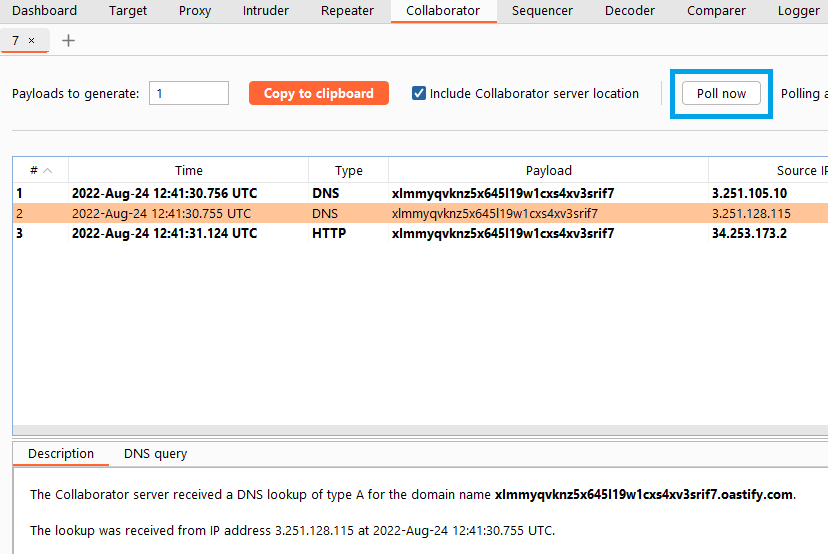 Dashboard Target Proxy Intruder Repeater Collaborator Sequencer Decoder Comparer Logger
7 × +
Payloads to generate: 1 Copy to clipboard Include Collaborator server location Poll now Polling
# Time Type Payload Source IP
1 2022-Aug-24 12:41:30.756 UTC DNS xlmmyqvknz5x645l19w1cxs4xv3srif7 3.251.105.10
2 2022-Aug-24 12:41:30.755 UTC DNS xlmmyqvknz5x645l19w1cxs4xv3srif7 3.251.128.115
3 2022-Aug-24 12:41:31.124 UTC HTTP xlmmyqvknz5x645l19w1cxs4xv3srif7 34.253.173.2
Description DNS query
The Collaborator server received a DNS lookup of type A for the domain name xlmmyqvknz5x645l19w1cxs4xv3srif7.oastify.com.
The lookup was received from IP address 3.251.128.115 at 2022-Aug-24 12:41:30.755 UTC.